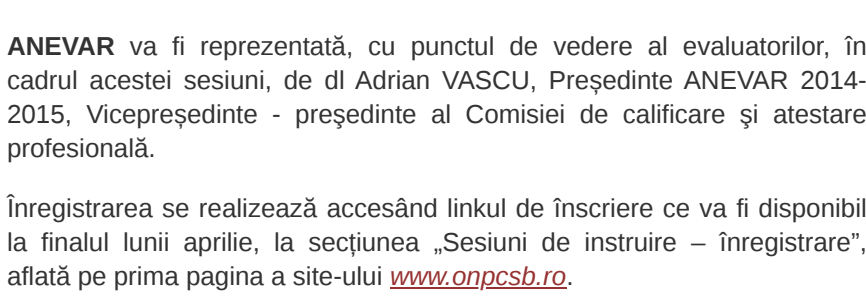 ANEVAR va fi reprezentată, cu punctul de vedere al evaluatorilor, în
cadrul acestei sesiuni, de dl Adrian VASCU, Președinte ANEVAR 2014-
2015, Vicepreședinte - preşedinte al Comisiei de calificare şi atestare
profesională.
Înregistrarea se realizează accesând linkul de înscriere ce va fi disponibil
la finalul lunii aprilie, la secțiunea „Sesiuni de instruire – înregistrare”,
aflată pe prima pagina a site-ului www.onpcsb.ro.